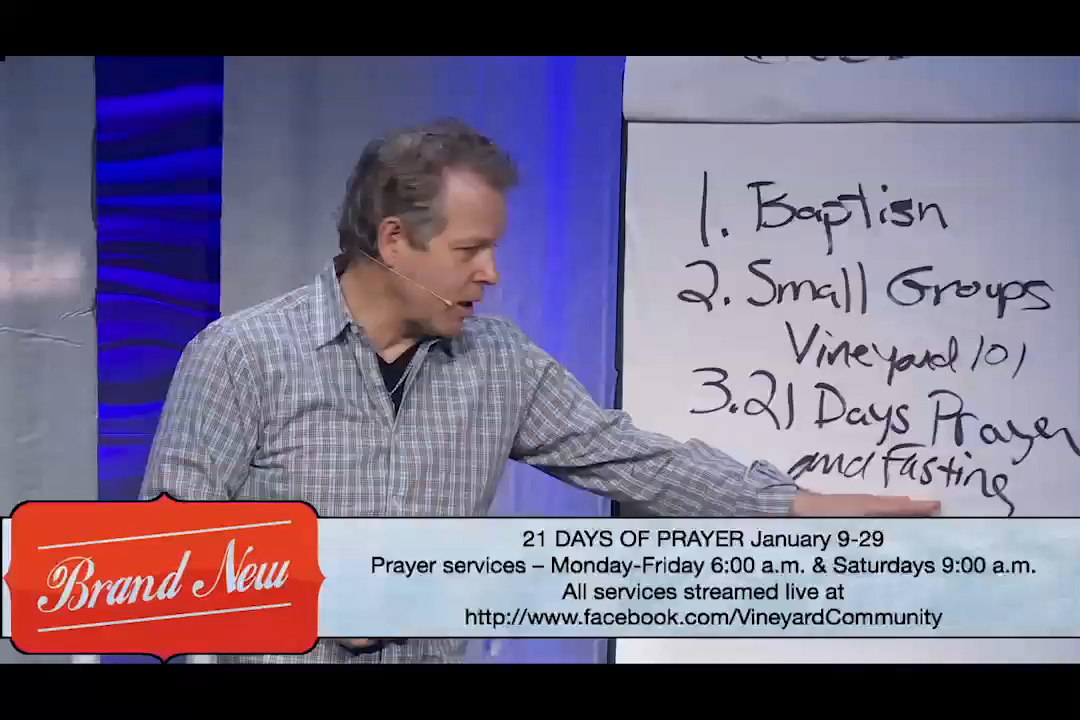 1. Baptism
2. Small Groups
Vineyard 101
3. 21 Days Prayer
and Fasting
Brand New
21 DAYS OF PRAYER January 9-29
Prayer services – Monday-Friday 6:00 a.m. & Saturdays 9:00 a.m.
All services streamed live at
http://www.facebook.com/VineyardCommunity